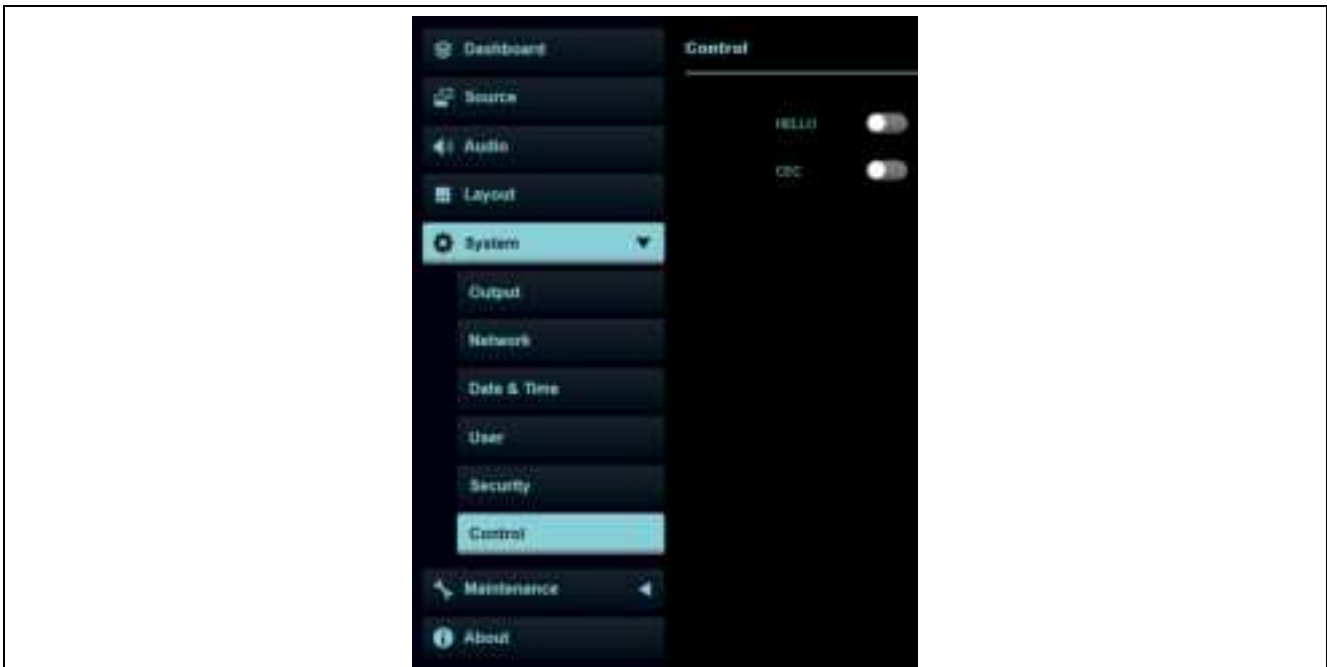 Dashboard
Source
Audio
Layout
System
Output
Network
Date & Time
User
Security
Control
Maintenance
About
Control
HELLO
CEC